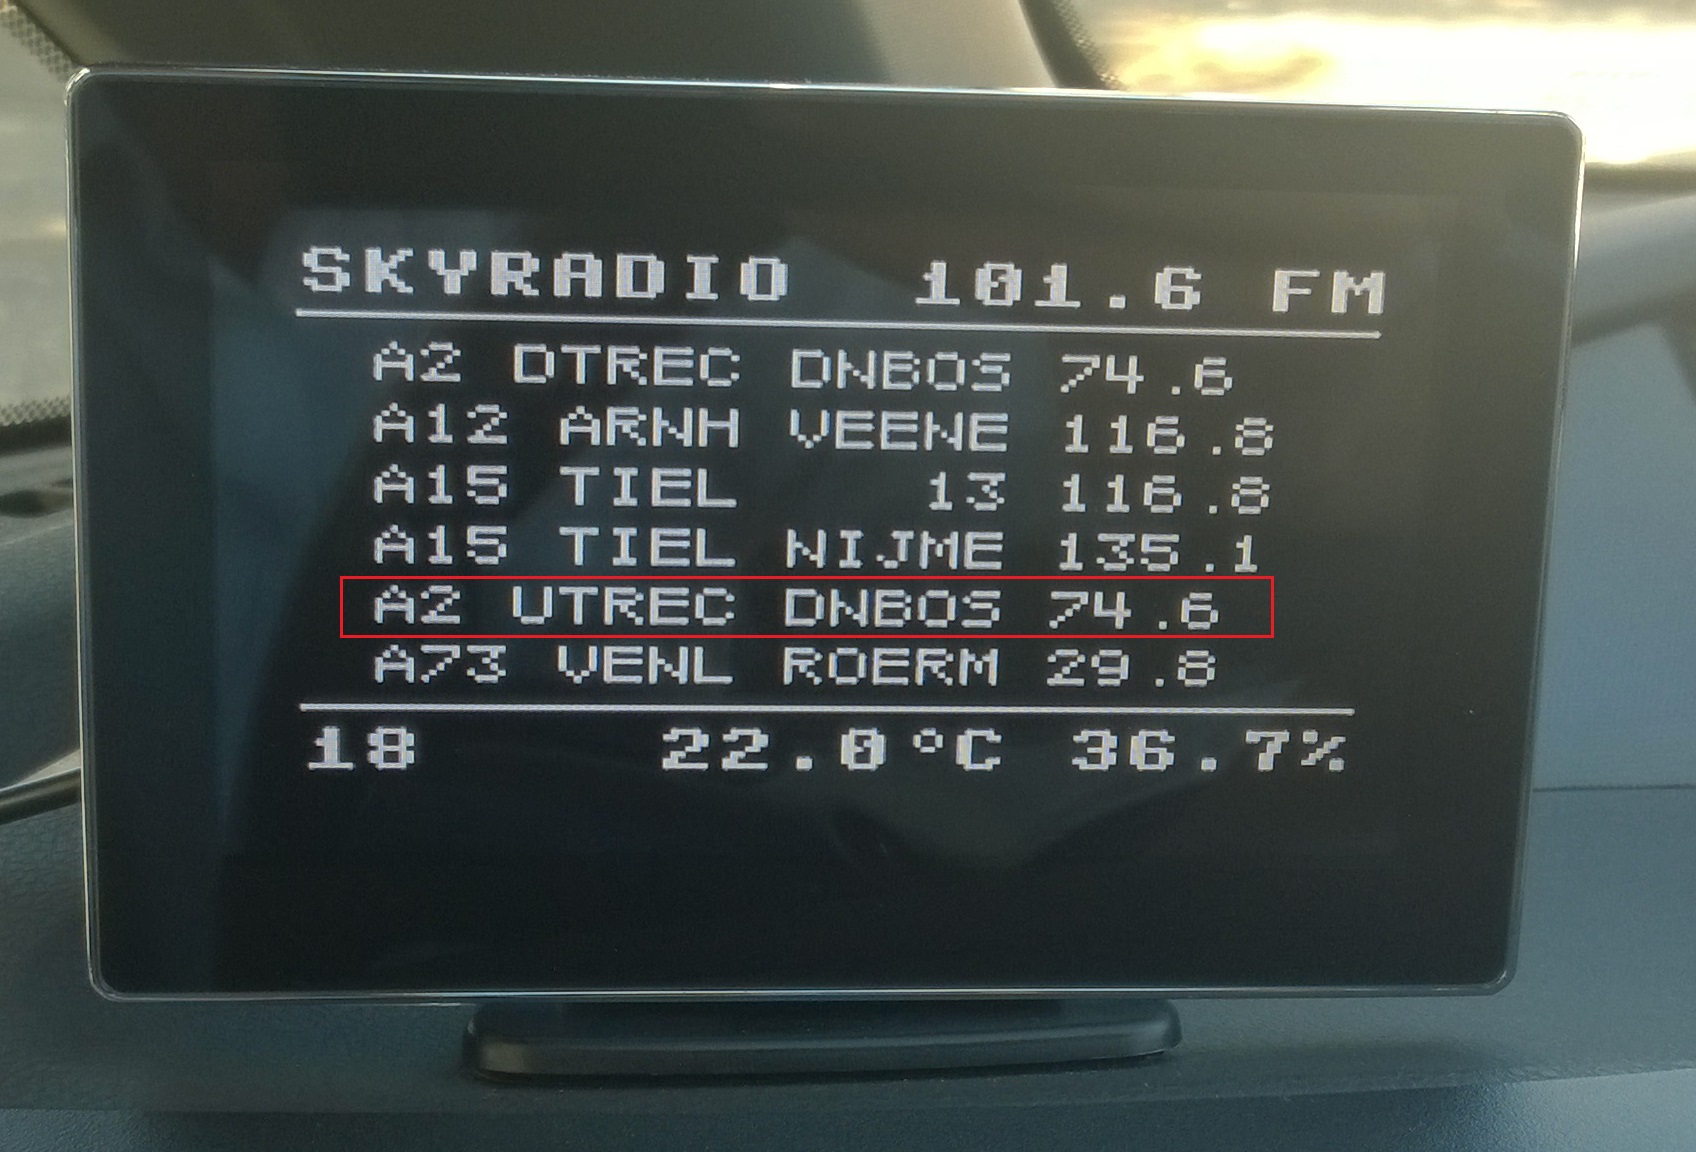 SKYRADIO 101.6 FM
A2 DTREC DNBOS 74.6
A12 ARNH VEENE 116.8
A15 TIEL 13 116.8
A15 TIEL NIJME 135.1
A2 UTREC DNBOS 74.6
A73 VENL ROERM 29.8
18 22.0°C 36.7%